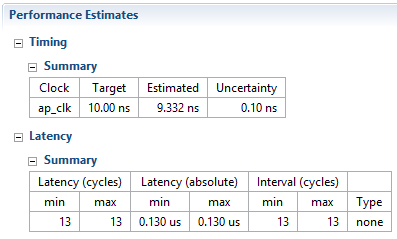 Performance Estimates
Timing
Summary
Clock Target Estimated Uncertainty
ap_clk 10.00 ns 9.332 ns 0.10 ns
Latency
Summary
Latency (cycles) Latency (absolute) Interval (cycles)
min max min max min max Type
13 13 0.130 us 0.130 us 13 13 none